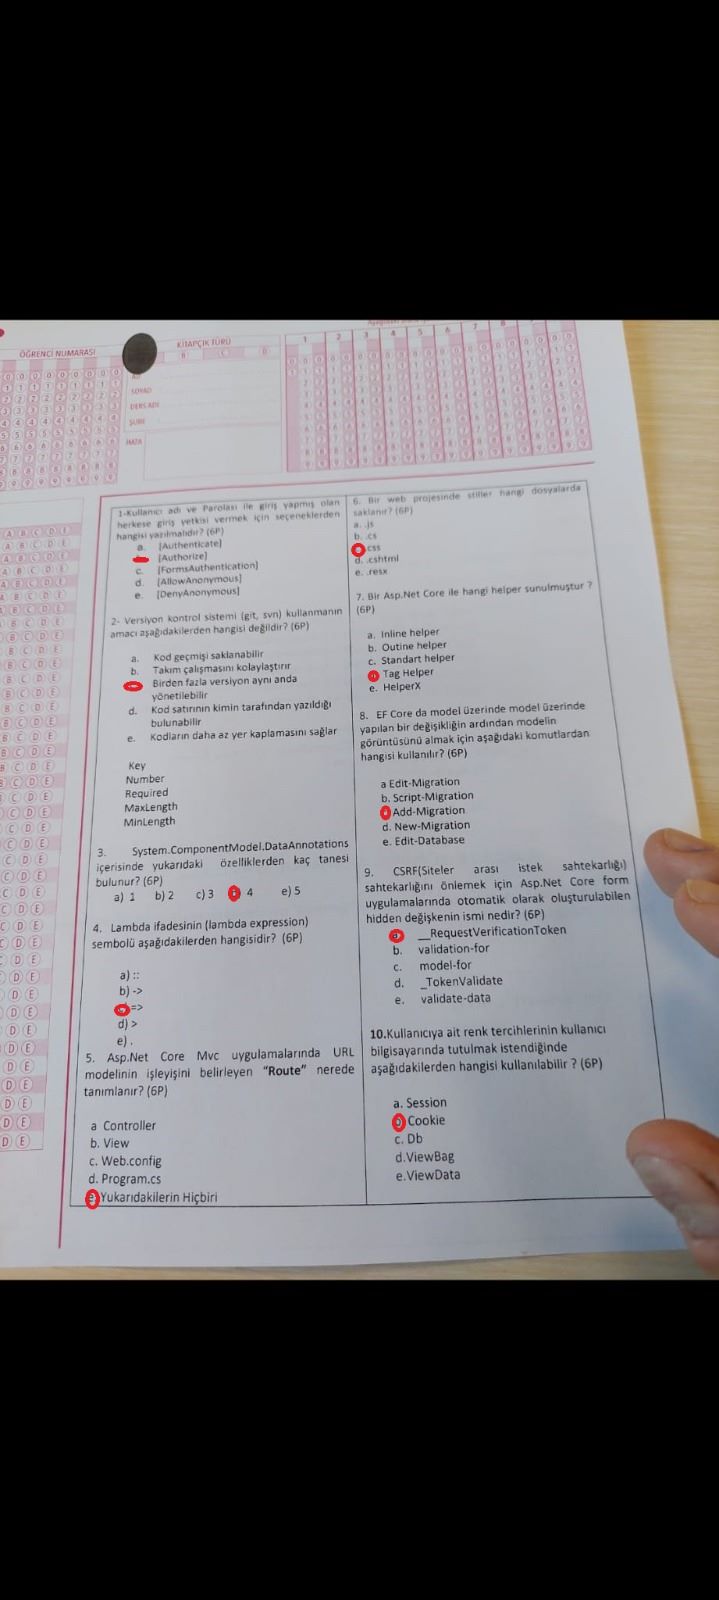 ÖĞRENCİ NUMARASI
KİTAPÇIK TÜRÜ
B C D
SOYAD
DERS ADI
ŞUBE
İMZA
1 2 3 4 5 6 7 8
1-Kullanıcı adı ve Parolası ile giriş yapmış olan
herkese giriş yetkisi vermek için seçeneklerden
hangisi yapılmalıdır? (6P)
a. [Authenticate]
[Authorize]
c. [FormsAuthentication]
d. [AllowAnonymous]
e. [DenyAnonymous]
2- Versiyon kontrol sistemi (git, svn) kullanmanın
amacı aşağıdakilerden hangisi değildir? (6P)
a. Kod geçmişi saklanabilir
b. Takım çalışmasını kolaylaştırır
Birden fazla versiyon aynı anda
yönetilebilir
d. Kod satırının kimin tarafından yazıldığı
bulunabilir
e. Kodların daha az yer kaplamasını sağlar
Key
Number
Required
MaxLength
MinLength
3. System.ComponentModel.DataAnnotations
içerisinde yukarıdaki özelliklerden kaç tanesi
bulunur? (6P)
a) 1 b) 2 c) 3 4 e) 5
4. Lambda ifadesinin (lambda expression)
sembolü aşağıdakilerden hangisidir? (6P)
a) ::
b) ->
=>
d) >
e) .
5. Asp.Net Core Mvc uygulamalarında URL
modelinin işleyişini belirleyen "Route" nerede
tanımlanır? (6P)
a Controller
b. View
c. Web.config
d. Program.cs
Yukarıdakilerin Hiçbiri
6. Bir web projesinde stiller hangi dosyalarda
saklanır? (6P)
a. .js
b. .cs
css
d. .cshtml
e. .resx
7. Bir Asp.Net Core ile hangi helper sunulmuştur ?
(6P)
a. Inline helper
b. Outine helper
c. Standart helper
Tag Helper
e. HelperX
8. EF Core da model üzerinde model üzerinde
yapılan bir değişikliğin ardından modelin
görüntüsünü almak için aşağıdaki komutlardan
hangisi kullanılır? (6P)
a Edit-Migration
b. Script-Migration
Add-Migration
d. New-Migration
e. Edit-Database
9. CSRF(Siteler arası istek sahtekarlığı)
sahtekarlığını önlemek için Asp.Net Core form
uygulamalarında otomatik olarak oluşturulabilen
hidden değişkenin ismi nedir? (6P)
__RequestVerificationToken
b. validation-for
c. model-for
d. _TokenValidate
e. validate-data
10.Kullanıcıya ait renk tercihlerinin kullanıcı
bilgisayarında tutulmak istendiğinde
aşağıdakilerden hangisi kullanılabilir ? (6P)
a. Session
Cookie
c. Db
d.ViewBag
e.ViewData